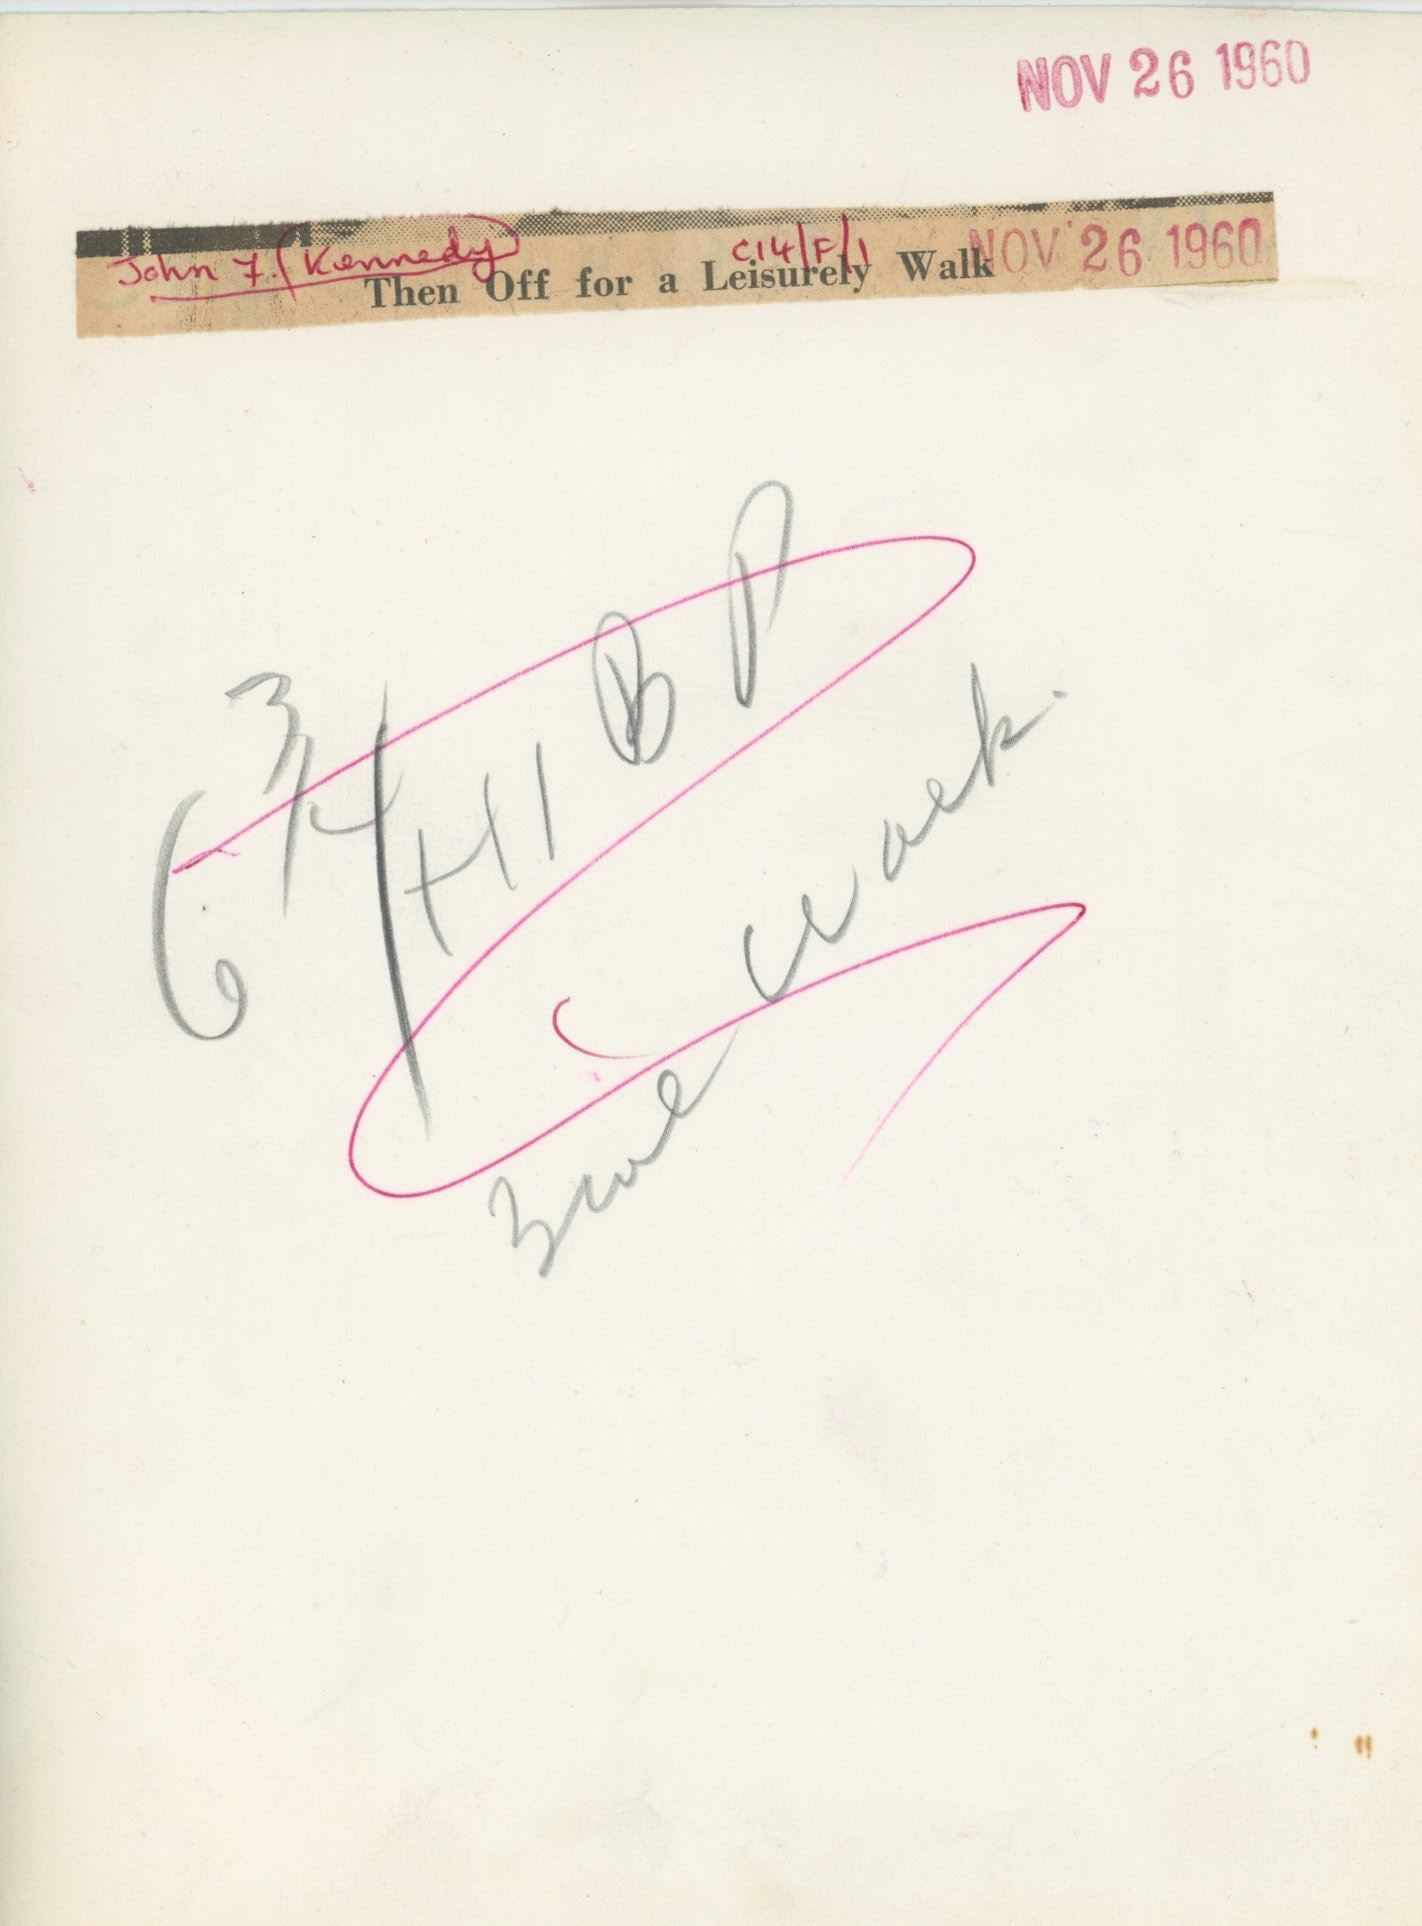 NOV 26 1960
John F. Kennedy C14/F/1 NOV 26 1960
Then Off for a Leisurely Walk
6 3/4 H1BP